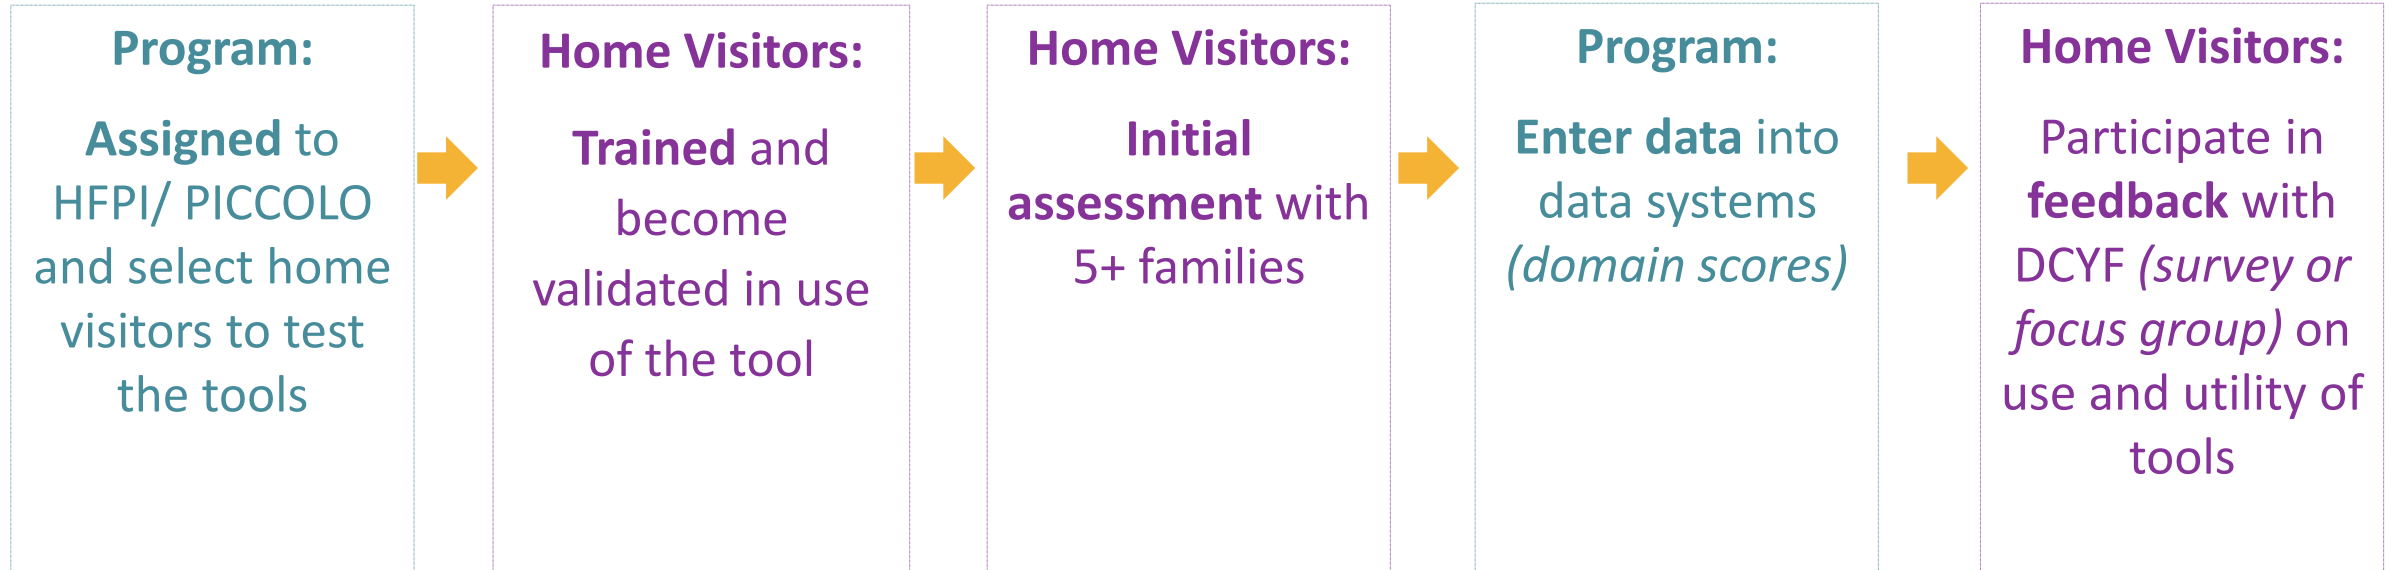 Program:
Assigned to
HFPI/ PICCOLO
and select home
visitors to test
the tools
Home Visitors:
Trained and
become
validated in use
of the tool
Home Visitors:
Initial
assessment with
5+ families
Program:
Enter data into
data systems
(domain scores)
Home Visitors:
Participate in
feedback with
DCYF (survey or
focus group) on
use and utility of
tools